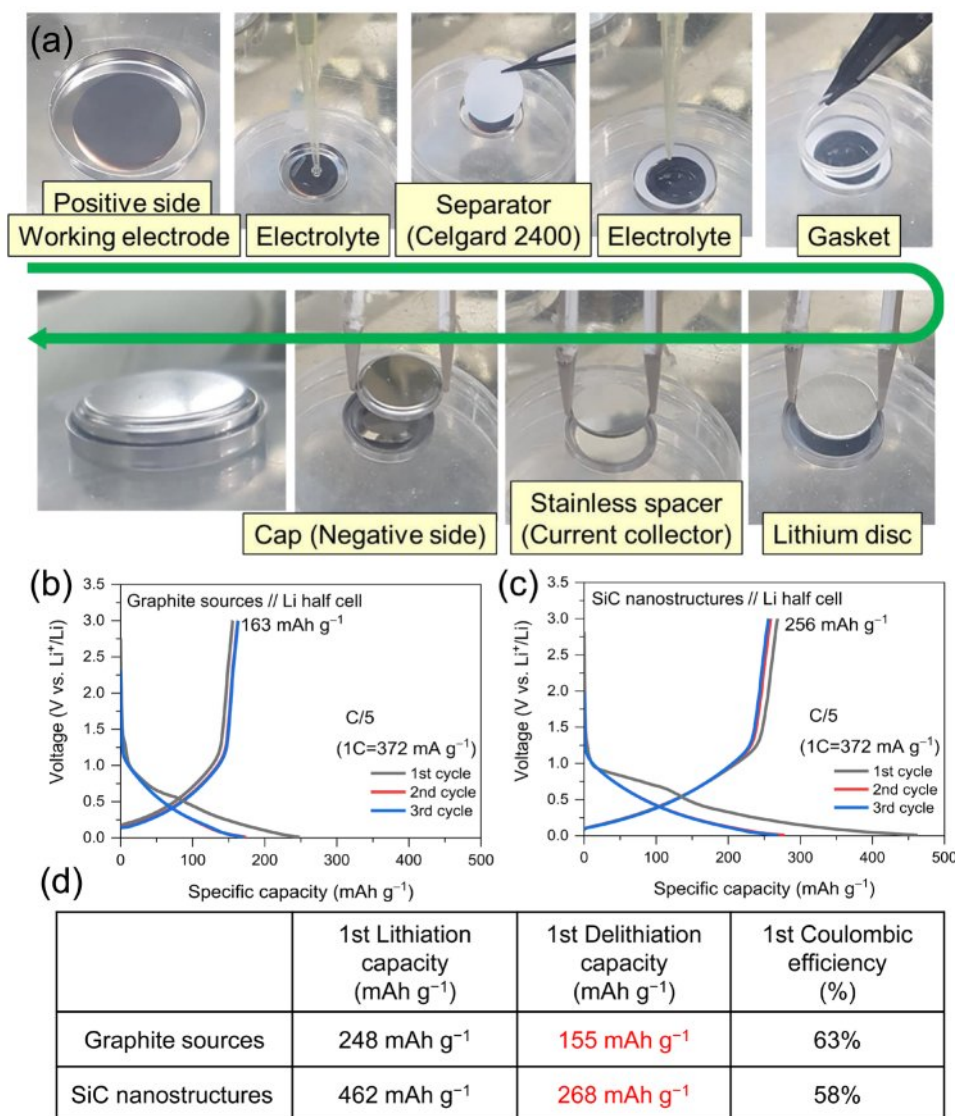 (a)
Positive side
Working electrode
Electrolyte
Separator
(Celgard 2400)
Electrolyte
Gasket
Cap (Negative side)
Stainless spacer
(Current collector)
Lithium disc
(b)
Graphite sources // Li half cell
163 mAh g⁻¹
C/5
(1C=372 mA g⁻¹)
1st cycle
2nd cycle
3rd cycle
Voltage (V vs. Li⁺/Li)
3.5
3.0
2.5
2.0
1.5
1.0
0.5
0.0
0 100 200 300 400 500
Specific capacity (mAh g⁻¹)
(c)
SiC nanostructures // Li half cell
256 mAh g⁻¹
C/5
(1C=372 mA g⁻¹)
1st cycle
2nd cycle
3rd cycle
Voltage (V vs. Li⁺/Li)
3.5
3.0
2.5
2.0
1.5
1.0
0.5
0.0
0 100 200 300 400 500
Specific capacity (mAh g⁻¹)
(d)
1st Lithiation
capacity
(mAh g⁻¹)
1st Delithiation
capacity
(mAh g⁻¹)
1st Coulombic
efficiency
(%)
Graphite sources 248 mAh g⁻¹ 155 mAh g⁻¹ 63%
SiC nanostructures 462 mAh g⁻¹ 268 mAh g⁻¹ 58%